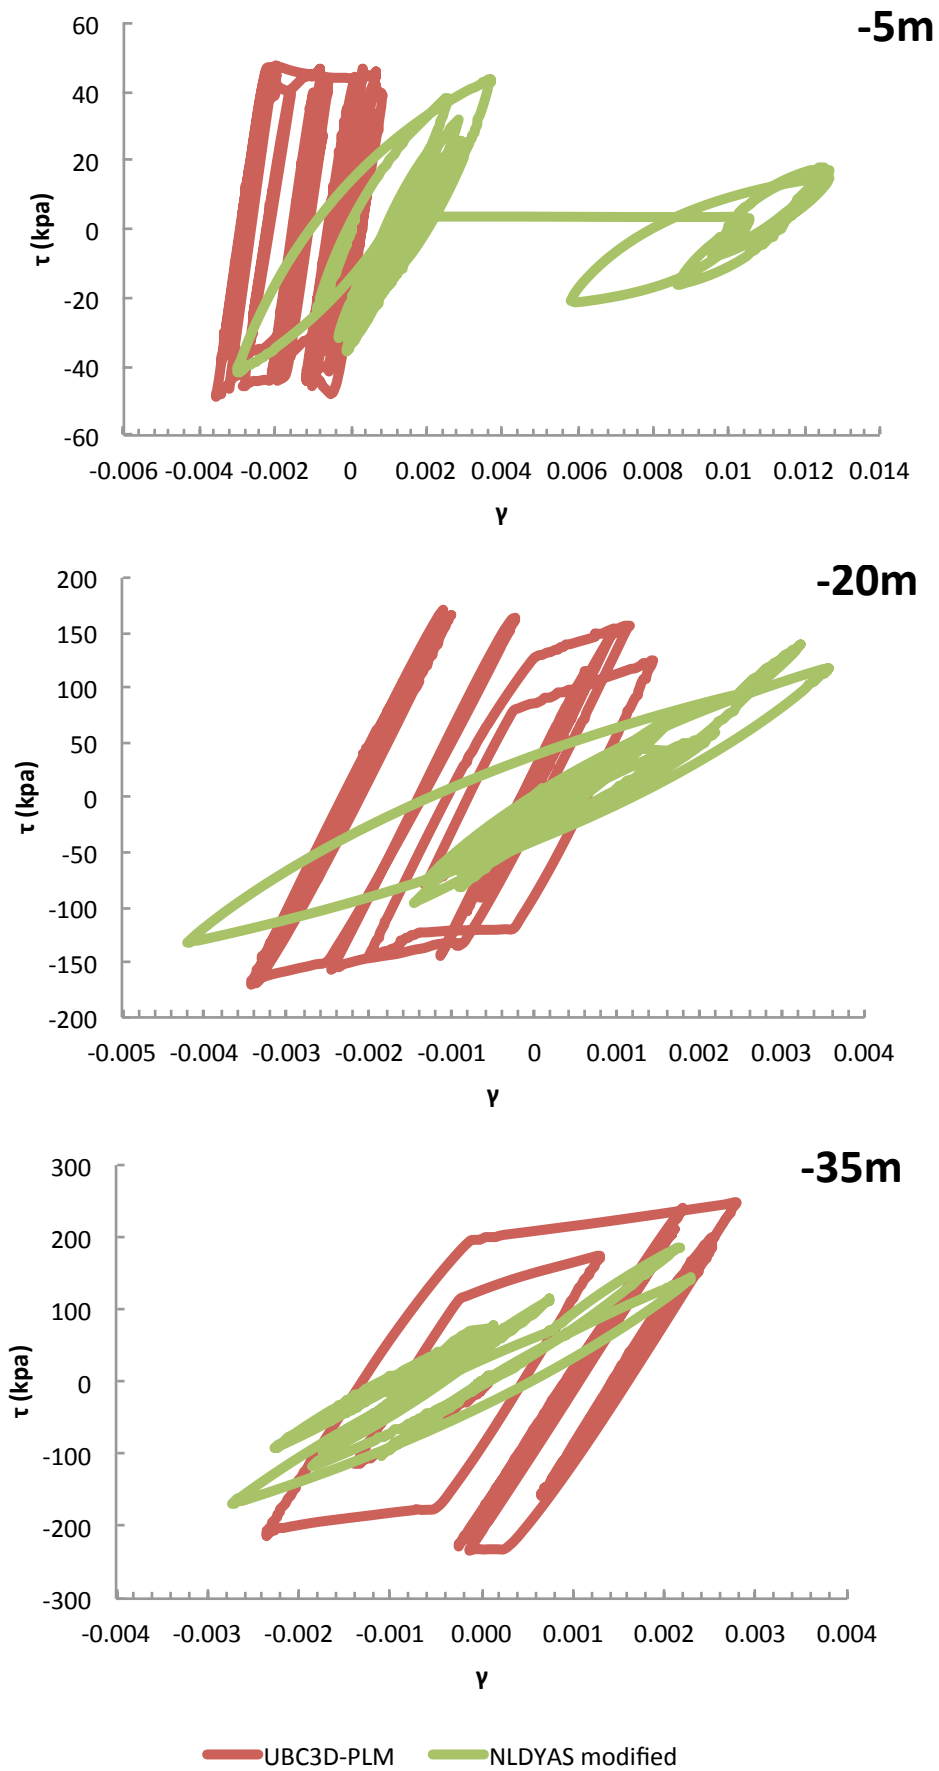 -5m
60
40
20
0
-20
-40
-60
τ (kpa)
-0.006 -0.004 -0.002 0 0.002 0.004 0.006 0.008 0.01 0.012 0.014
γ
-20m
200
150
100
50
0
-50
-100
-150
-200
τ (kpa)
-0.005 -0.004 -0.003 -0.002 -0.001 0 0.001 0.002 0.003 0.004
γ
-35m
300
200
100
0
-100
-200
-300
τ (kpa)
-0.004 -0.003 -0.002 -0.001 0.000 0.001 0.002 0.003 0.004
γ
UBC3D-PLM NLDYAS modified